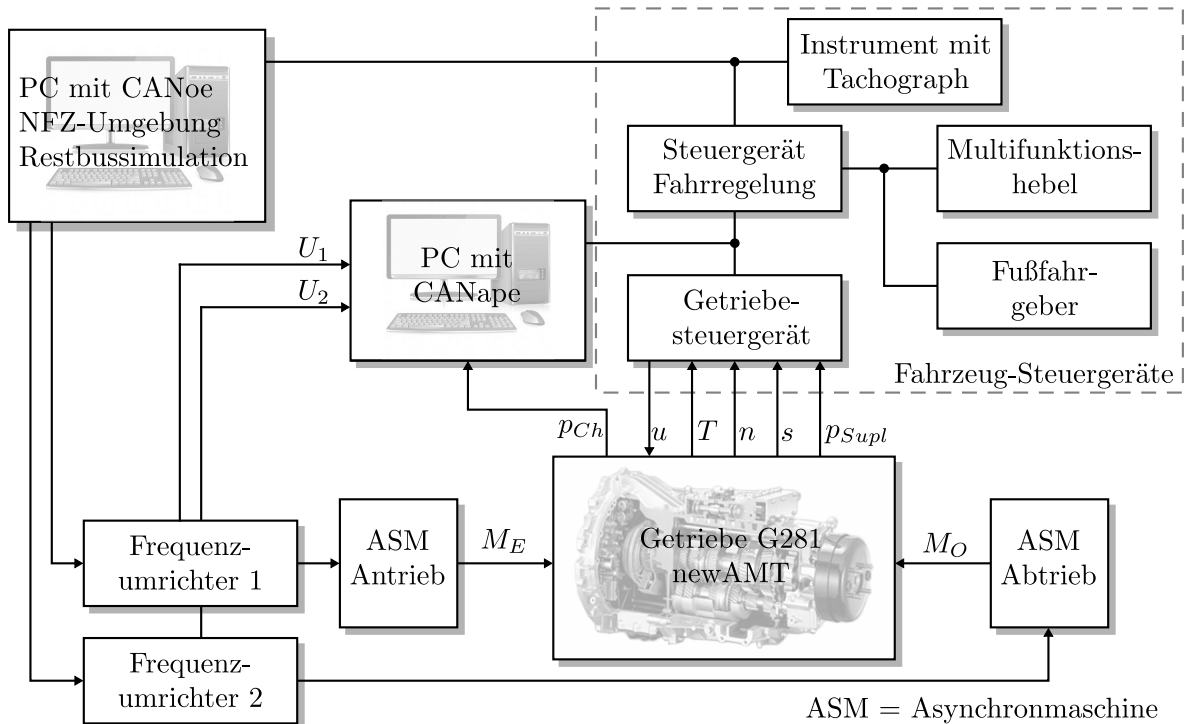 Instrument mit
Tachograph
PC mit CANoe
NFZ-Umgebung
Restbussimulation
Steuergerät
Fahrregelung
Multifunktions-
hebel
U1
U2
PC mit
CANape
Getriebe-
steuergerät
Fußfahr-
geber
Fahrzeug-Steuergeräte
pCh
u
T
n
s
pSupl
Frequenz-
umrichter 1
ASM
Antrieb
ME
Getriebe G281
newAMT
MO
ASM
Abtrieb
Frequenz-
umrichter 2
ASM = Asynchronmaschine